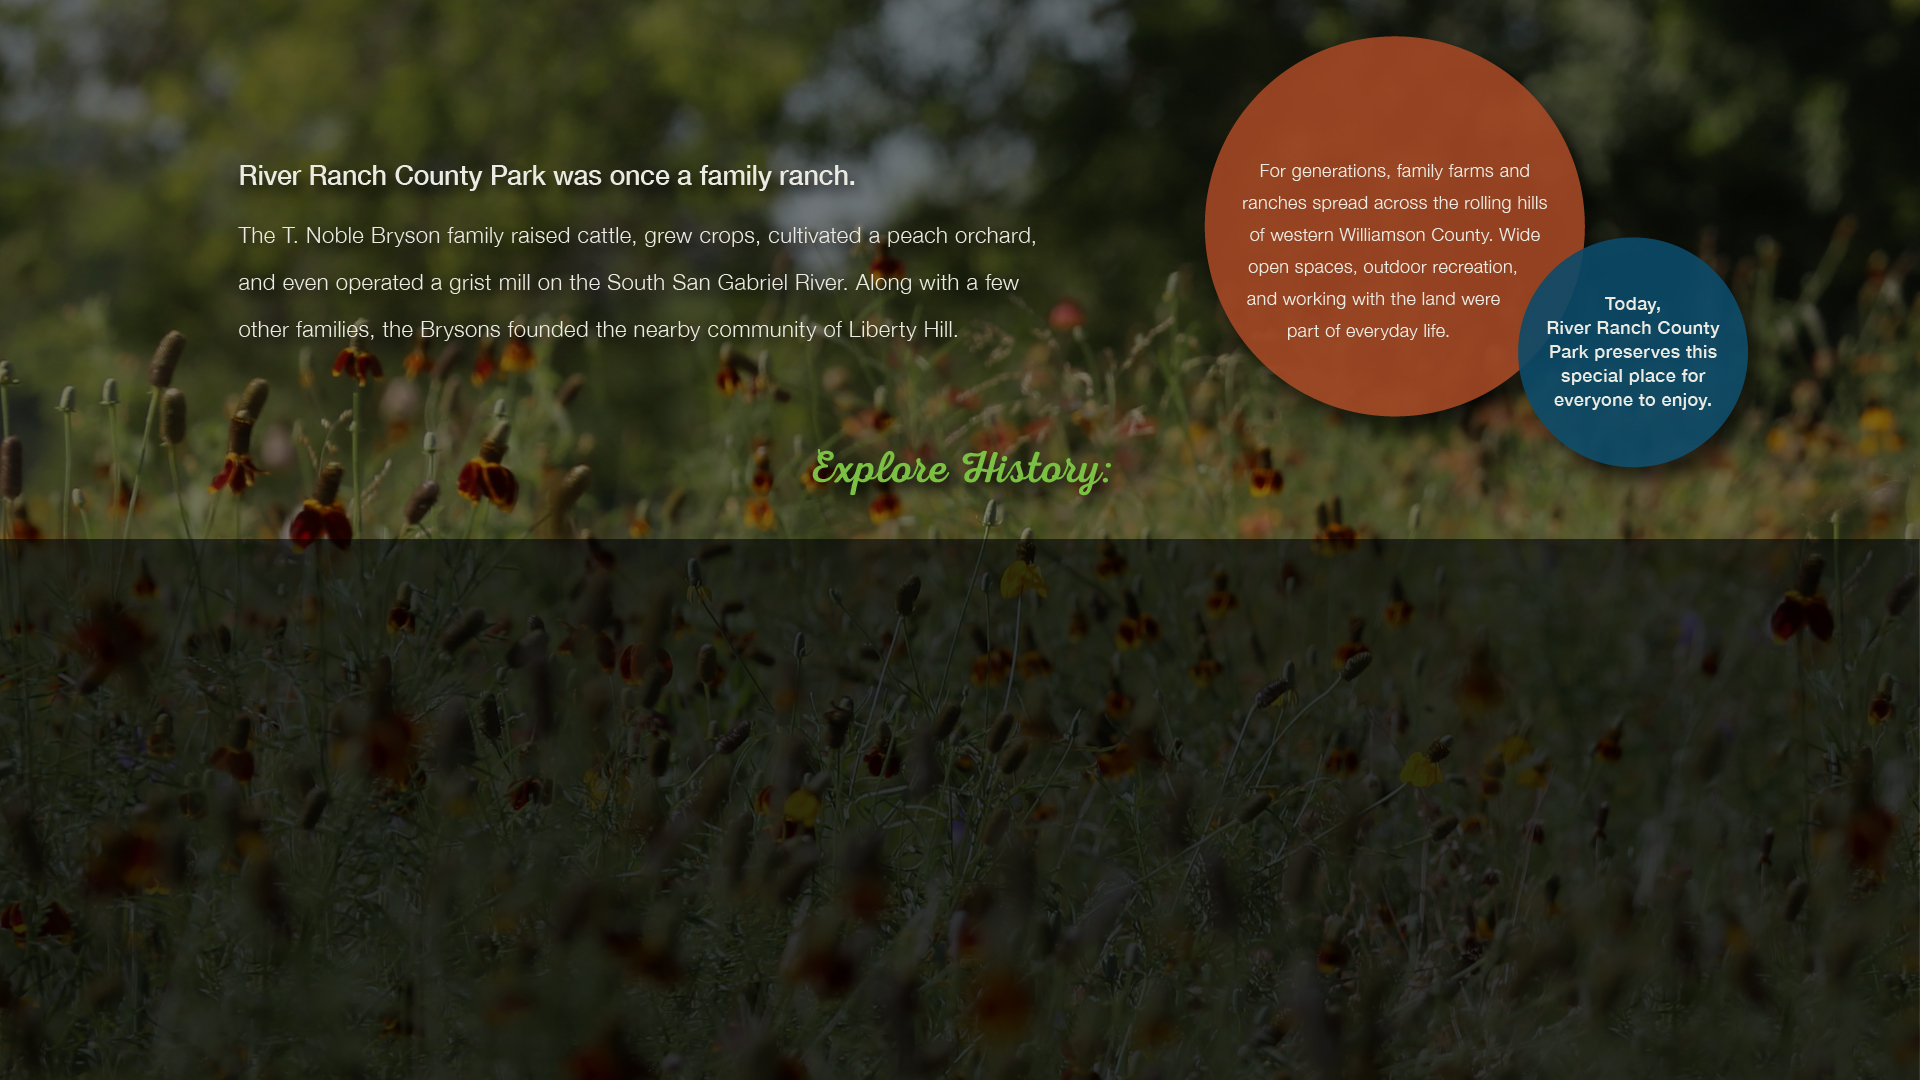 River Ranch County Park was once a family ranch.
The T. Noble Bryson family raised cattle, grew crops, cultivated a peach orchard,
and even operated a grist mill on the South San Gabriel River. Along with a few
other families, the Brysons founded the nearby community of Liberty Hill.
For generations, family farms and
ranches spread across the rolling hills
of western Williamson County. Wide
open spaces, outdoor recreation,
and working with the land were
part of everyday life.
Today,
River Ranch County
Park preserves this
special place for
everyone to enjoy.
Explore History: